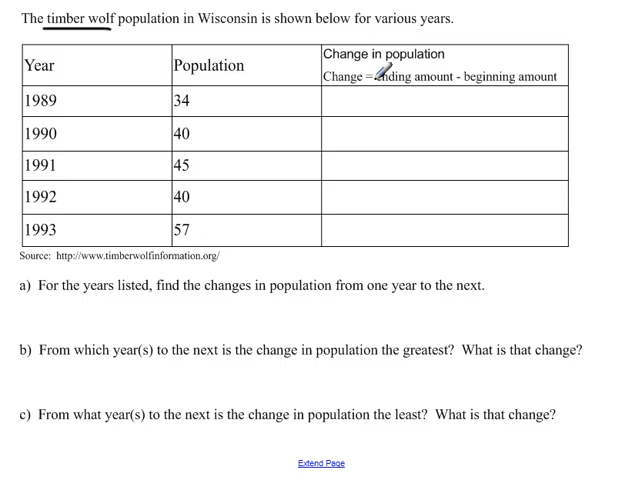 The timber wolf population in Wisconsin is shown below for various years.
Year Population Change in population
Change = ending amount - beginning amount
1989 34
1990 40
1991 45
1992 40
1993 57
Source: http://www.timberwolfinformation.org/
a) For the years listed, find the changes in population from one year to the next.
b) From which year(s) to the next is the change in population the greatest? What is that change?
c) From what year(s) to the next is the change in population the least? What is that change?
Extend Page